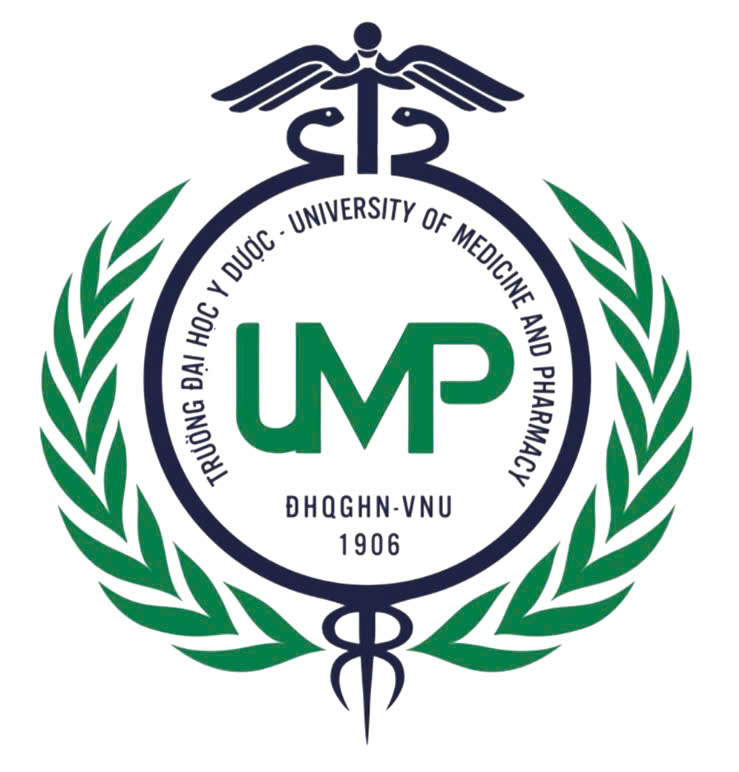 TRƯỜNG ĐẠI HỌC Y DƯỢC - UNIVERSITY OF MEDICINE AND PHARMACY
UMP
ĐHQGHN-VNU
1906